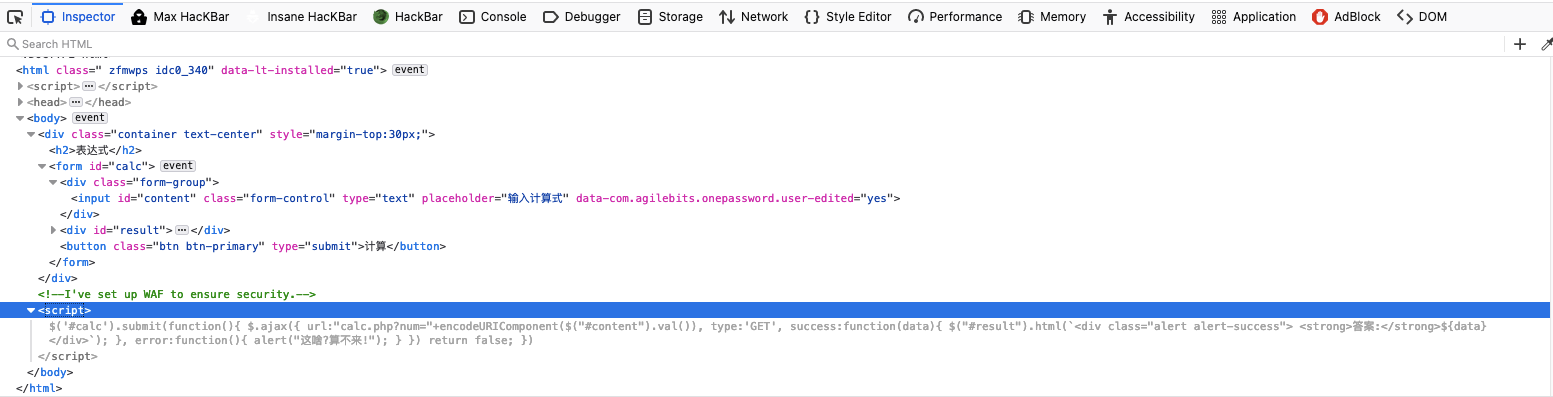 Inspector Max HacKBar Insane HacKBar HackBar Console Debugger Storage Network Style Editor Performance Memory Accessibility Application AdBlock DOM
Search HTML
<html class=" zfmwps idc0_340" data-lt-installed="true"> event
<script> ••• </script>
<head> ••• </head>
<body> event
<div class="container text-center" style="margin-top:30px;">
<h2>表达式</h2>
<form id="calc"> event
<div class="form-group">
<input id="content" class="form-control" type="text" placeholder="输入计算式" data-com.agilebits.onepassword.user-edited="yes">
</div>
<div id="result"> ••• </div>
<button class="btn btn-primary" type="submit">计算</button>
</form>
</div>
<!--I've set up WAF to ensure security.-->
<script>
$('#calc').submit(function(){ $.ajax({ url:"calc.php?num="+encodeURIComponent($("#content").val()), type:'GET', success:function(data){ $("#result").html(`<div class="alert alert-success"> <strong>答案:</strong>${data}
</div>`); }, error:function(){ alert("这啥?算不来!"); } }) return false; })
</script>
</body>
</html>